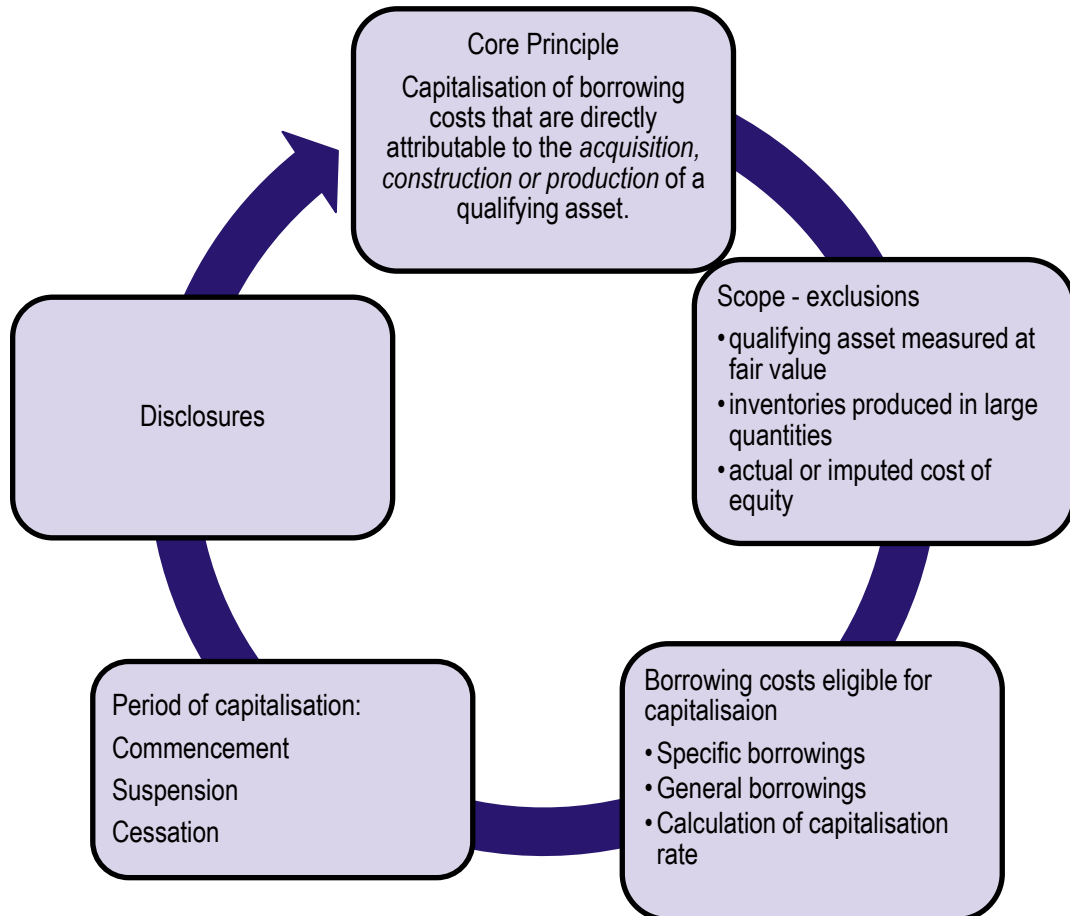 Core Principle
Capitalisation of borrowing
costs that are directly
attributable to the acquisition,
construction or production of a
qualifying asset.
Scope - exclusions
•qualifying asset measured at
fair value
•inventories produced in large
quantities
•actual or imputed cost of
equity
Borrowing costs eligible for
capitalisaion
•Specific borrowings
•General borrowings
•Calculation of capitalisation
rate
Period of capitalisation:
Commencement
Suspension
Cessation
Disclosures